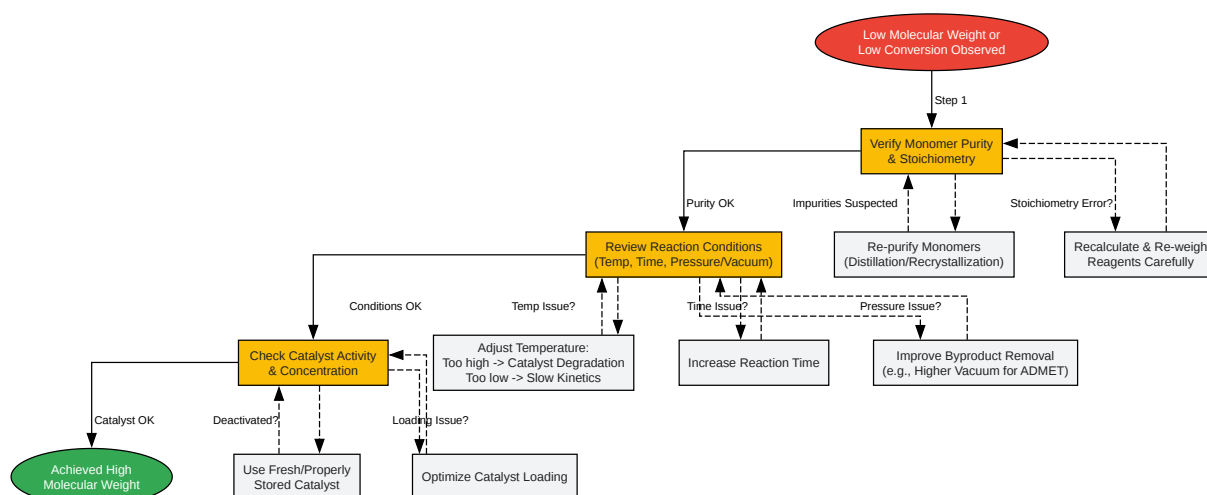 Low Molecular Weight or
Low Conversion Observed
Step 1
Verify Monomer Purity
& Stoichiometry
Purity OK
Impurities Suspected
Stoichiometry Error?
Review Reaction Conditions
(Temp, Time, Pressure/Vacuum)
Re-purify Monomers
(Distillation/Recrystallization)
Recalculate & Re-weigh
Reagents Carefully
Conditions OK
Temp Issue?
Time Issue?
Pressure Issue?
Check Catalyst Activity
& Concentration
Adjust Temperature:
Too high -> Catalyst Degradation
Too low -> Slow Kinetics
Increase Reaction Time
Improve Byproduct Removal
(e.g., Higher Vacuum for ADMET)
Catalyst OK
Deactivated?
Loading Issue?
Achieved High
Molecular Weight
Use Fresh/Properly
Stored Catalyst
Optimize Catalyst Loading